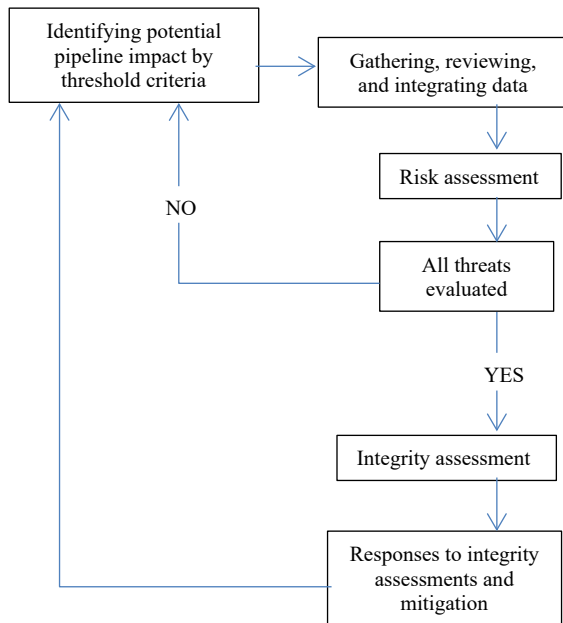 Identifying potential
pipeline impact by
threshold criteria
Gathering, reviewing,
and integrating data
Risk assessment
NO
All threats
evaluated
YES
Integrity assessment
Responses to integrity
assessments and
mitigation